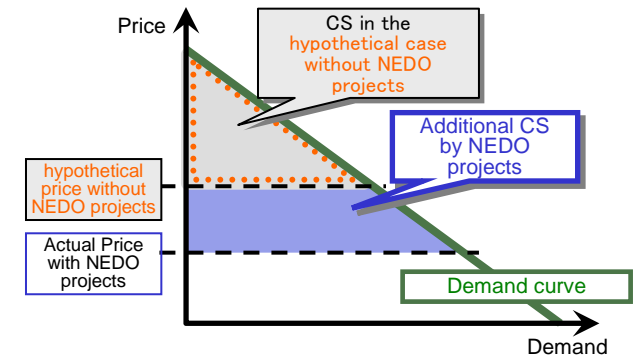 Price
CS in the
hypothetical case
without NEDO
projects
Additional CS
by NEDO
projects
hypothetical
price without
NEDO projects
Actual Price
with NEDO
projects
Demand curve
Demand